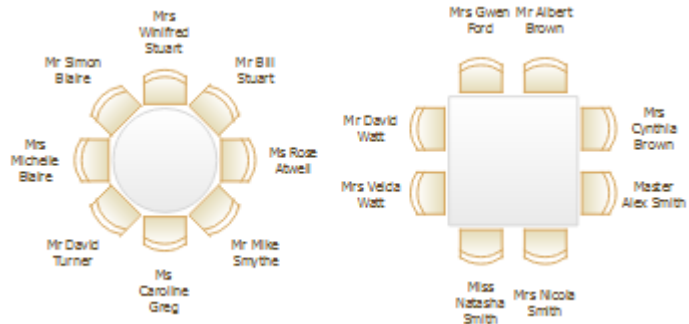 Mrs
Winifred
Stuart
Mr Simon
Blaire
Mr Bill
Stuart
Mrs
Michelle
Blaire
Ms Rose
Atwell
Mr David
Turner
Mr Mike
Smythe
Ms
Caroline
Greg
Mrs Gwen
Ford
Mr Albert
Brown
Mr David
Watt
Mrs
Cynthia
Brown
Mrs Velda
Watt
Master
Alex Smith
Miss
Natasha
Smith
Mrs Nicola
Smith